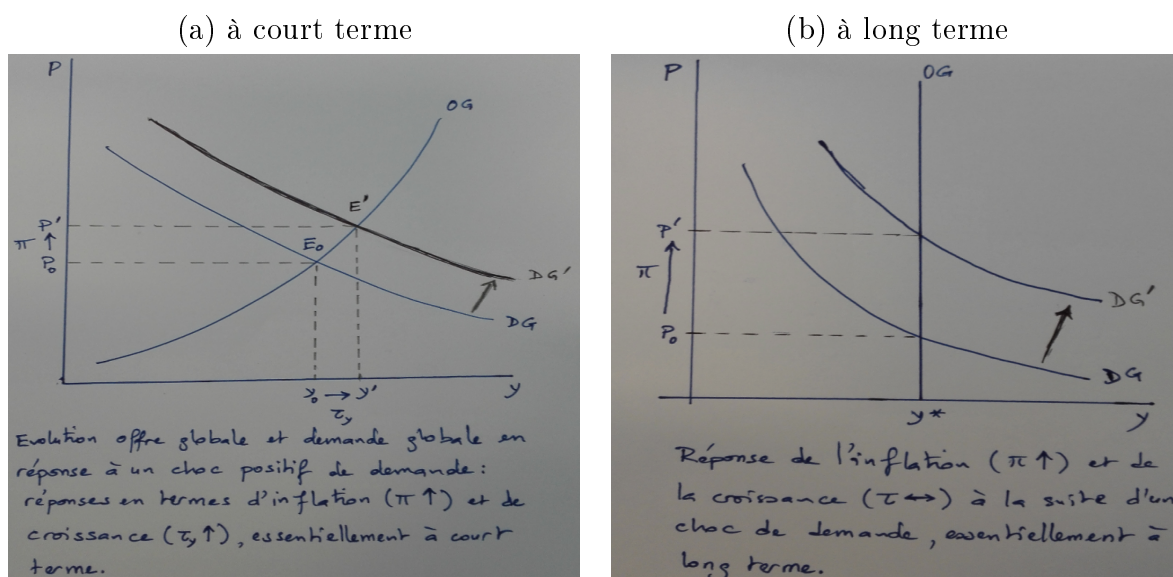 (a) à court terme
P
OG
E'
P'
π ↑
E₀
P₀
DG'
DG
y₀ → y'
τy
y
Evolution offre globale et demande globale en
réponse à un choc positif de demande :
réponses en termes d'inflation (π ↑) et de
croissance (τy ↑), essentiellement à court
terme.
(b) à long terme
P
OG
P'
π
P₀
DG'
DG
y*
y
Réponse de l'inflation (π ↑) et de
la croissance (τ ↔) à la suite d'un
choc de demande, essentiellement à
long terme.